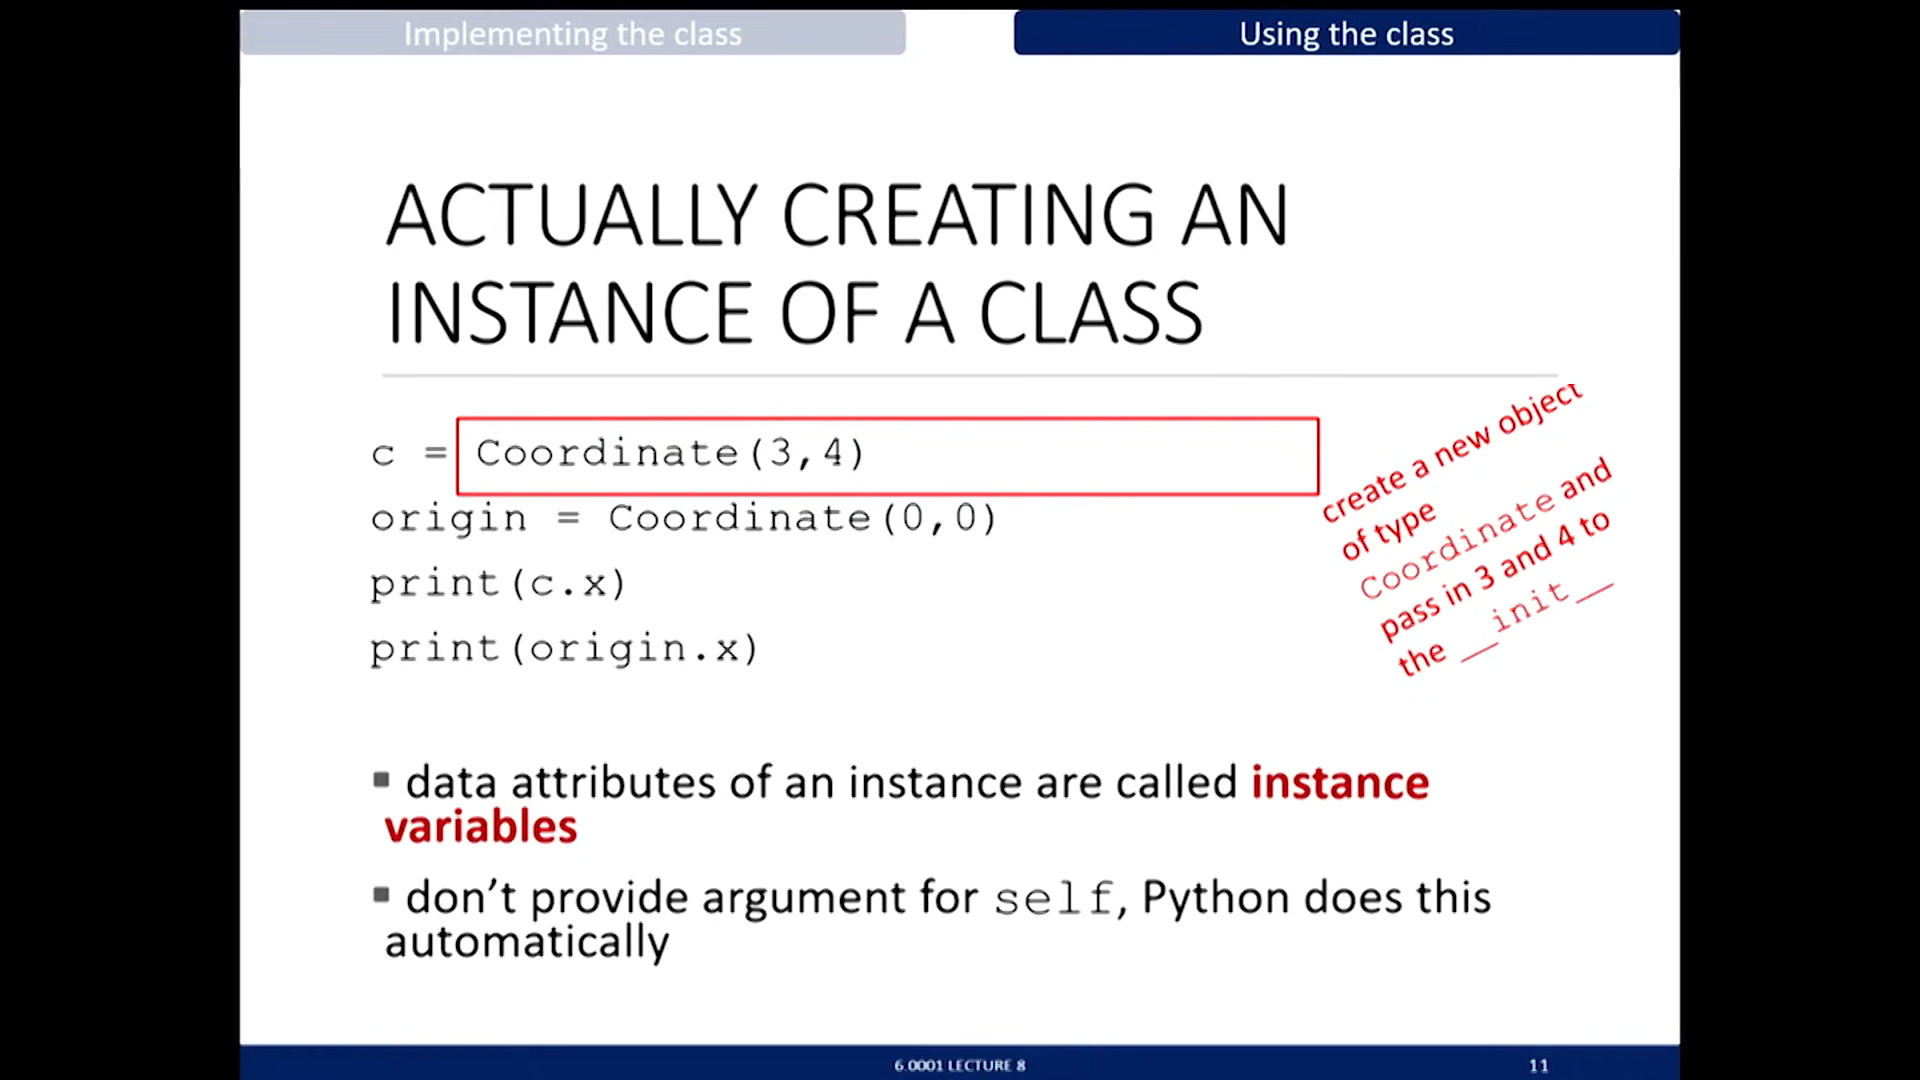 Implementing the class
Using the class
ACTUALLY CREATING AN
INSTANCE OF A CLASS
c = Coordinate(3,4)
origin = Coordinate(0,0)
print(c.x)
print(origin.x)
create a new object
of type
Coordinate and
pass in 3 and 4 to
the __init__
▪ data attributes of an instance are called instance
variables
▪ don’t provide argument for self, Python does this
automatically
6.0001 LECTURE 8
11